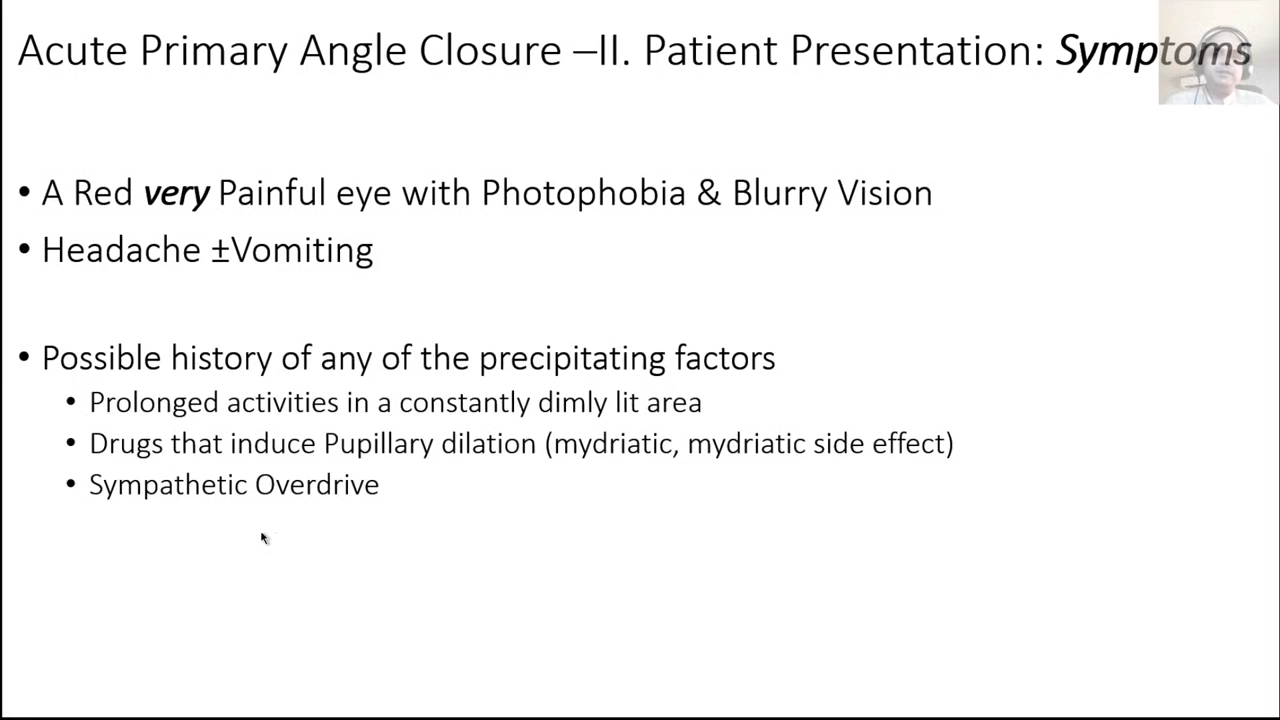 Acute Primary Angle Closure –II. Patient Presentation: Symptoms
• A Red very Painful eye with Photophobia & Blurry Vision
• Headache ±Vomiting
• Possible history of any of the precipitating factors
• Prolonged activities in a constantly dimly lit area
• Drugs that induce Pupillary dilation (mydriatic, mydriatic side effect)
• Sympathetic Overdrive